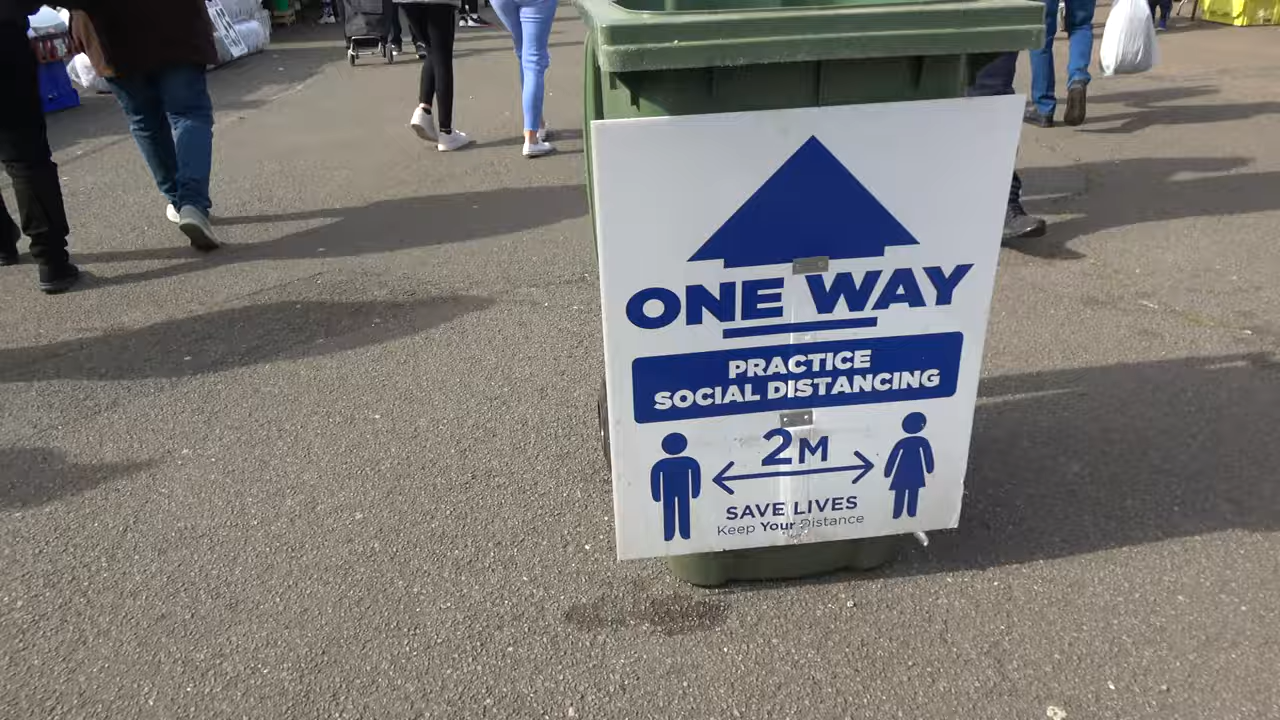 ONE WAY
PRACTICE
SOCIAL DISTANCING
2M
SAVE LIVES
Keep Your Distance